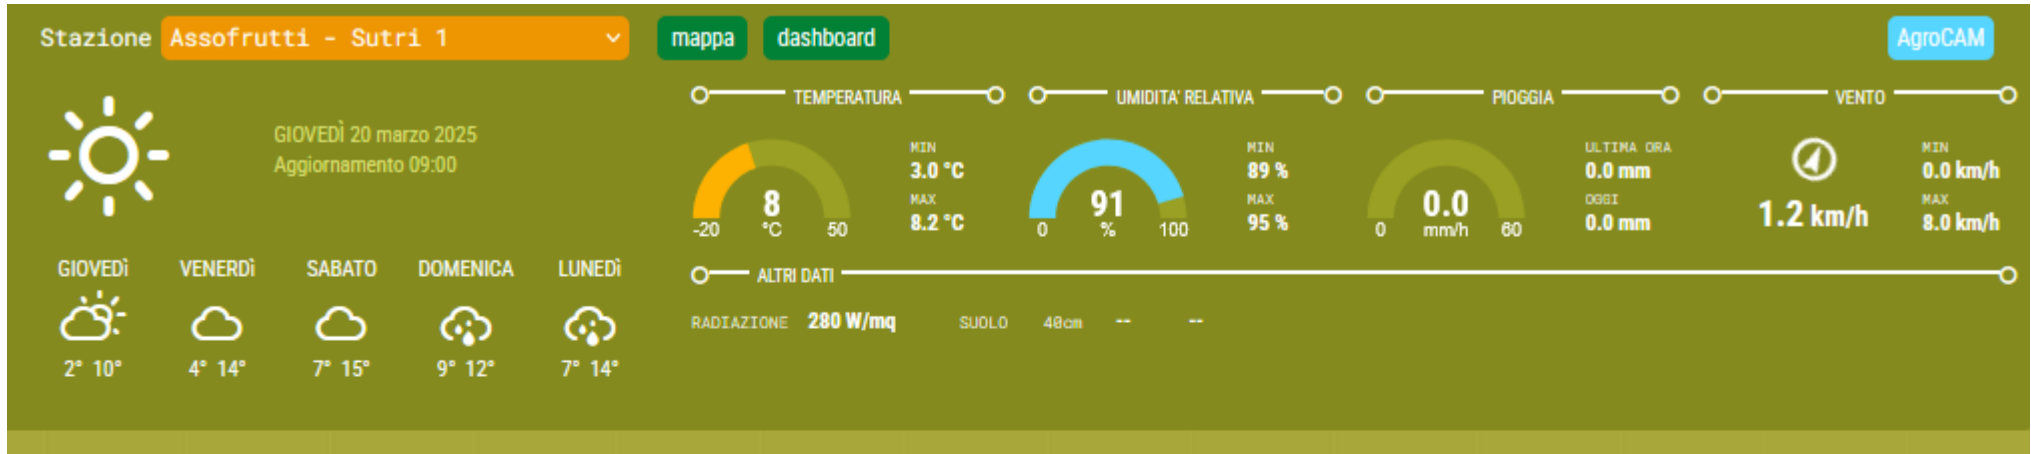 Stazione Assofrutti - Sutri 1 mappa dashboard AgroCAM
GIOVEDÌ 20 marzo 2025
Aggiornamento 09:00
TEMPERATURA
8
°C
-20 50
MIN
3.0 °C
MAX
8.2 °C
UMIDITA' RELATIVA
91
%
0 100
MIN
89 %
MAX
95 %
PIOGGIA
0.0
mm/h
0 60
ULTIMA ORA
0.0 mm
OGGI
0.0 mm
VENTO
1.2 km/h
MIN
0.0 km/h
MAX
8.0 km/h
GIOVEDÌ VENERDÌ SABATO DOMENICA LUNEDÌ
2° 10° 4° 14° 7° 15° 9° 12° 7° 14°
ALTRI DATI
RADIAZIONE 280 W/mq SUOLO 40cm -- --